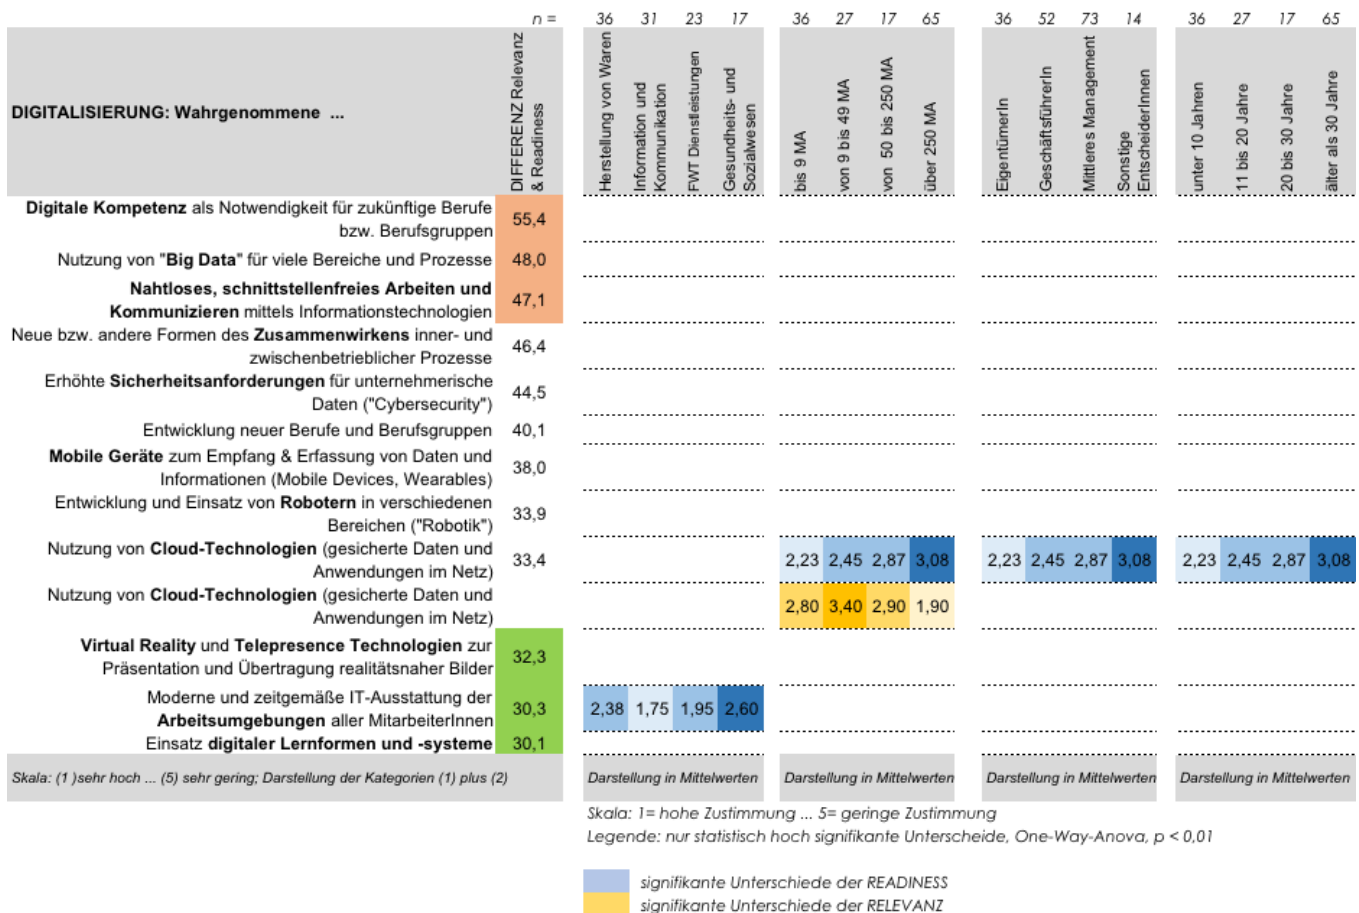 n = 36 31 23 17 36 27 17 65 36 52 73 14 36 27 17 65
DIGITALISIERUNG: Wahrgenommene ...
DIFFERENZ Relevanz
& Readiness
Herstellung von Waren
Information und
Kommunikation
FWT Dienstleistungen
Gesundheits- und
Sozialwesen
bis 9 MA
von 9 bis 49 MA
von 50 bis 250 MA
über 250 MA
EigentümerIn
GeschäftsführerIn
Mittleres Management
Sonstige
EntscheiderInnen
unter 10 Jahren
11 bis 20 Jahre
20 bis 30 Jahre
älter als 30 Jahre
Digitale Kompetenz als Notwendigkeit für zukünftige Berufe
bzw. Berufsgruppen
55,4
Nutzung von "Big Data" für viele Bereiche und Prozesse 48,0
Nahtloses, schnittstellenfreies Arbeiten und
Kommunizieren mittels Informationstechnologien
47,1
Neue bzw. andere Formen des Zusammenwirkens inner- und
zwischenbetrieblicher Prozesse
46,4
Erhöhte Sicherheitsanforderungen für unternehmerische
Daten ("Cybersecurity")
44,5
Entwicklung neuer Berufe und Berufsgruppen 40,1
Mobile Geräte zum Empfang & Erfassung von Daten und
Informationen (Mobile Devices, Wearables)
38,0
Entwicklung und Einsatz von Robotern in verschiedenen
Bereichen ("Robotik")
33,9
Nutzung von Cloud-Technologien (gesicherte Daten und
Anwendungen im Netz)
33,4 2,23 2,45 2,87 3,08 2,23 2,45 2,87 3,08 2,23 2,45 2,87 3,08
Nutzung von Cloud-Technologien (gesicherte Daten und
Anwendungen im Netz)
2,80 3,40 2,90 1,90
Virtual Reality und Telepresence Technologien zur
Präsentation und Übertragung realitätsnaher Bilder
32,3
Moderne und zeitgemäße IT-Ausstattung der
Arbeitsumgebungen aller MitarbeiterInnen
30,3 2,38 1,75 1,95 2,60
Einsatz digitaler Lernformen und -systeme 30,1
Skala: (1 )sehr hoch ... (5) sehr gering; Darstellung der Kategorien (1) plus (2)
Darstellung in Mittelwerten Darstellung in Mittelwerten Darstellung in Mittelwerten Darstellung in Mittelwerten
Skala: 1= hohe Zustimmung ... 5= geringe Zustimmung
Legende: nur statistisch hoch signifikante Unterscheide, One-Way-Anova, p < 0,01
signifikante Unterschiede der READINESS
signifikante Unterschiede der RELEVANZ